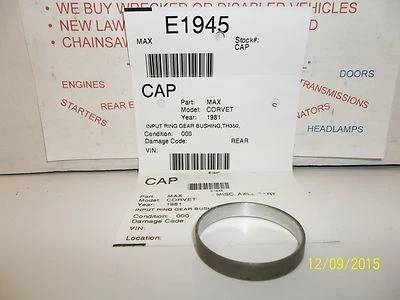 • WE BUY WRECKED OR DISABLED VEHICLES
• NEW LAW
• CHAINSAW
ENGINES
STARTERS
REAR E
DOORS
TRANSMISSIONS
HEADLAMPS
E1945
MAX
Stock#:
CAP
CAP
Part: MAX
Model: CORVET
Year: 1981
INPUT RING GEAR BUSHING,TH350,
Condition: 000
Damage Code: REAR
VIN:
CAP
E1945
Part: MAX
MISC. AXLE PART
Model: CORVET
Year: 1981
INPUT RING GEAR BUSHING
Condition: 000
Damage Code:
VIN:
Location:
12/09/2015